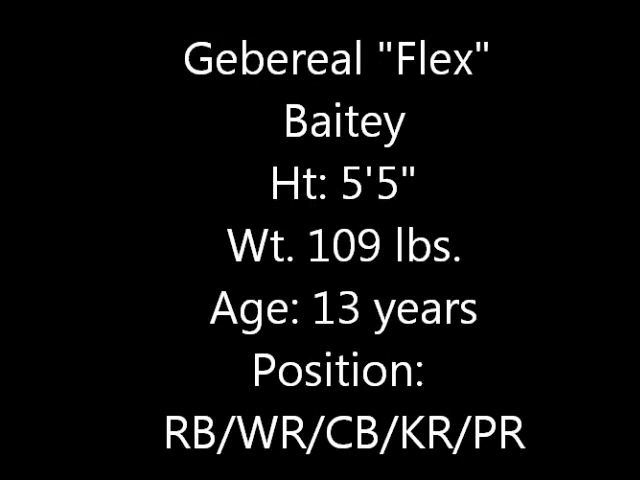 Gebereal "Flex"
Baitey
Ht: 5'5"
Wt. 109 lbs.
Age: 13 years
Position:
RB/WR/CB/KR/PR